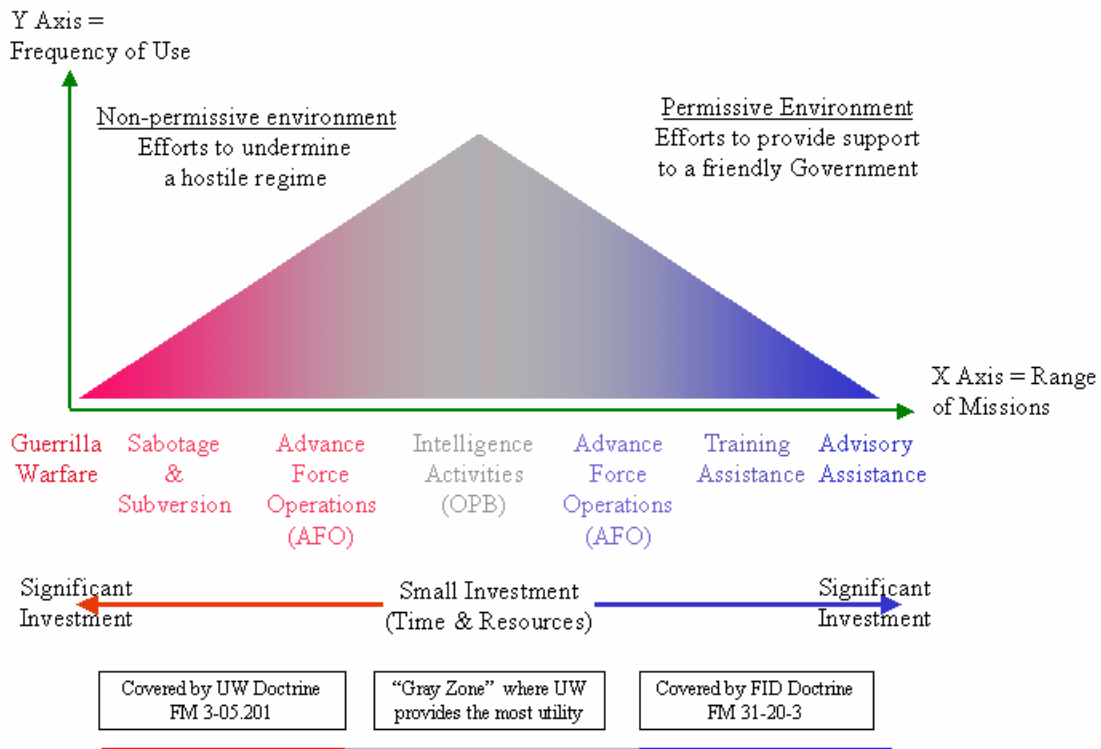 Y Axis =
Frequency of Use
Non-permissive environment
Efforts to undermine
a hostile regime
Permissive Environment
Efforts to provide support
to a friendly Government
X Axis = Range
of Missions
Guerrilla
Warfare
Sabotage
&
Subversion
Advance
Force
Operations
(AFO)
Intelligence
Activities
(OPB)
Advance
Force
Operations
(AFO)
Training
Assistance
Advisory
Assistance
Significant
Investment
Small Investment
(Time & Resources)
Significant
Investment
Covered by UW Doctrine
FM 3-05.201
“Gray Zone” where UW
provides the most utility
Covered by FID Doctrine
FM 31-20-3